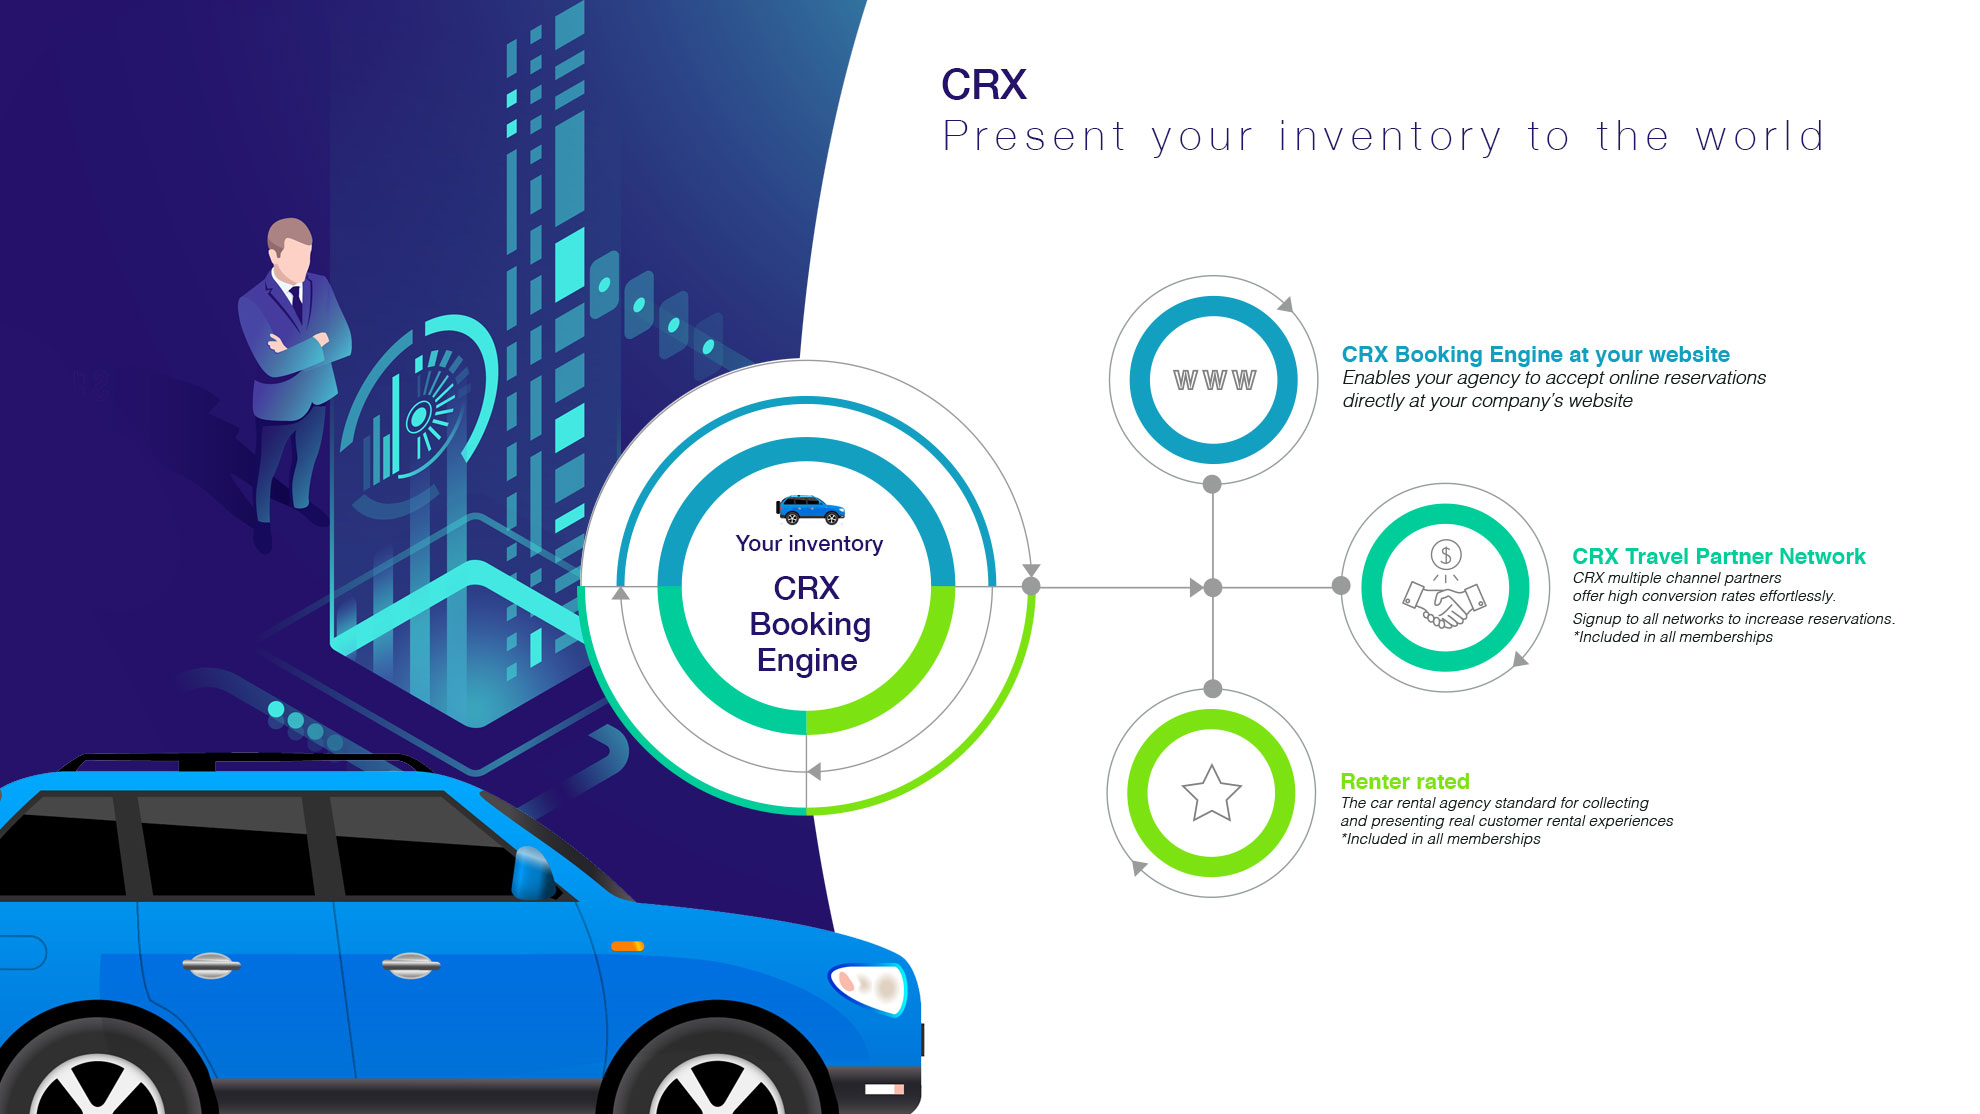 CRX
Present your inventory to the world
Your inventory
CRX
Booking
Engine
WWW
CRX Booking Engine at your website
Enables your agency to accept online reservations
directly at your company's website
$
CRX Travel Partner Network
CRX multiple channel partners
offer high conversion rates effortlessly.
Signup to all networks to increase reservations.
*Included in all memberships
Renter rated
The car rental agency standard for collecting
and presenting real customer rental experiences
*Included in all memberships